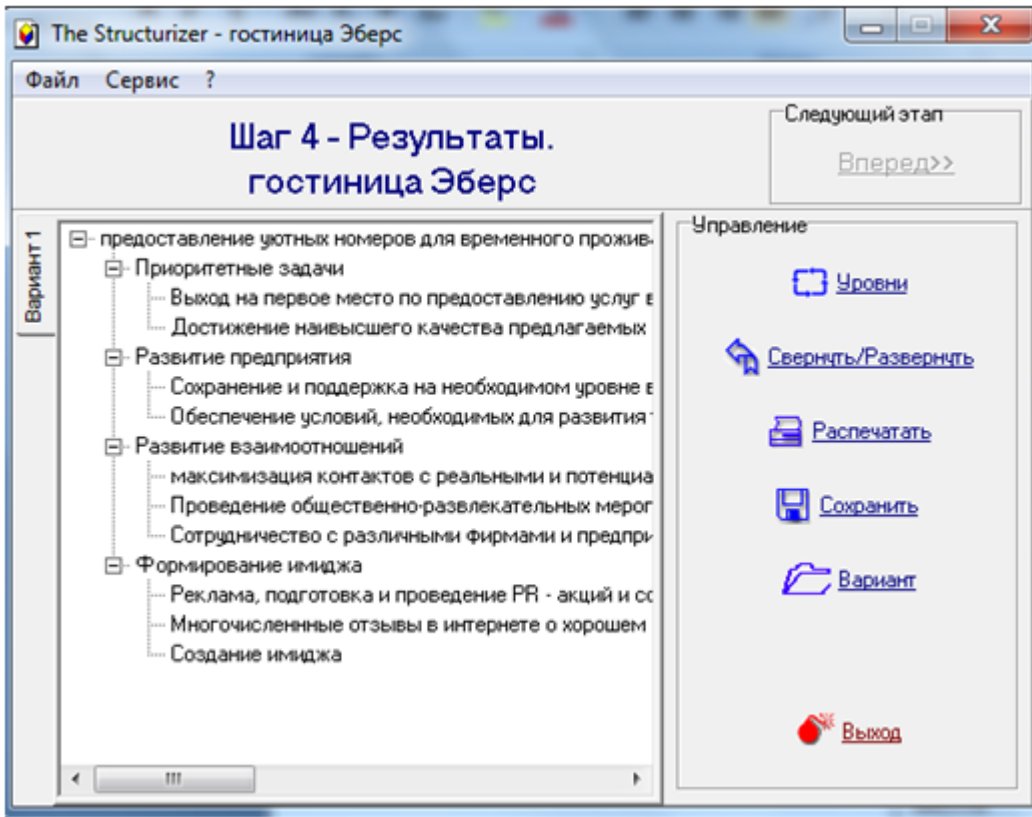 The Structurizer - гостиница Эберс
Файл Сервис ?
Шаг 4 - Результаты.
гостиница Эберс
Следующий этап
Вперед>>
Вариант 1
предоставление уютных номеров для временного прожив
Приоритетные задачи
Выход на первое место по предоставлению услуг в
Достижение наивысшего качества предлагаемых
Развитие предприятия
Сохранение и поддержка на необходимом уровне в
Обеспечение условий, необходимых для развития
Развитие взаимоотношений
максимизация контактов с реальными и потенциа
Проведение общественно-развлекательных мероп
Сотрудничество с различными фирмами и предпри
Формирование имиджа
Реклама, подготовка и проведение PR - акций и со
Многочисленнные отзывы в интернете о хорошем
Создание имиджа
Управление
Уровни
Свернуть/Развернуть
Распечатать
Сохранить
Вариант
Выход